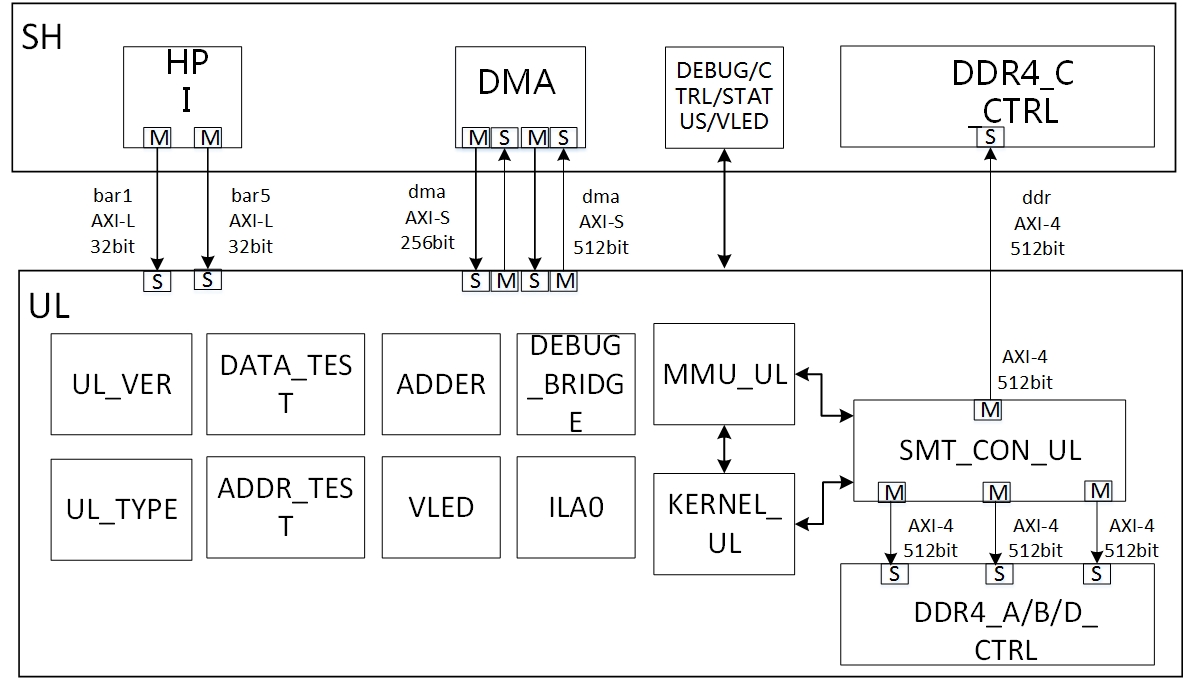 SH
HP
I
M
M
DMA
M
S
M
S
DEBUG/C
TRL/STAT
US/VLED
DDR4_C
_CTRL
S
bar1
AXI-L
32bit
bar5
AXI-L
32bit
dma
AXI-S
256bit
dma
AXI-S
512bit
ddr
AXI-4
512bit
S
S
S
M
S
M
UL
UL_VER
DATA_TES
T
ADDER
DEBUG
_BRIDG
E
MMU_UL
AXI-4
512bit
M
SMT_CON_UL
M
M
M
UL_TYPE
ADDR_TES
T
VLED
ILA0
KERNEL_
UL
AXI-4
512bit
AXI-4
512bit
AXI-4
512bit
S
S
S
DDR4_A/B/D_
CTRL